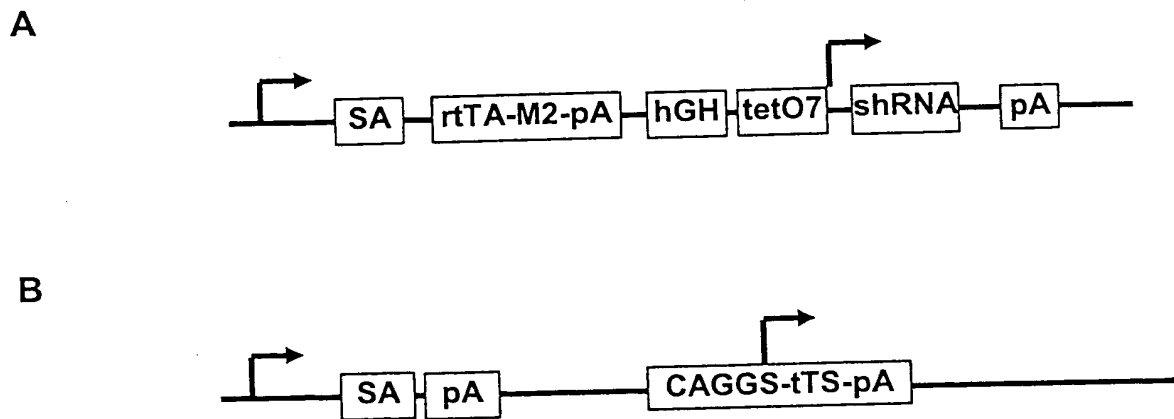 A
SA rtTA-M2-pA hGH tetO7 shRNA pA
B
SA pA CAGGS-tTS-pA